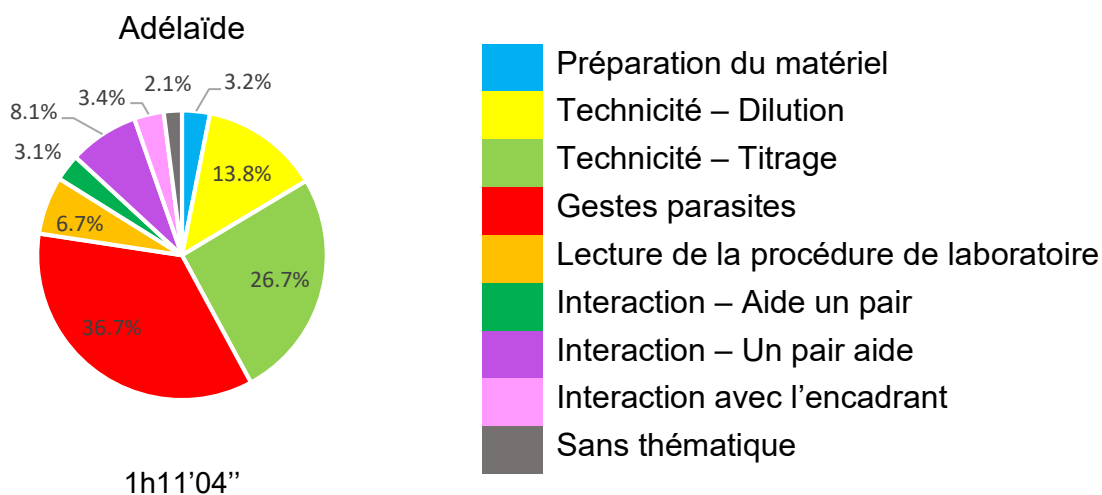 Adélaïde
2.1%
3.2%
3.4%
8.1%
3.1%
13.8%
6.7%
26.7%
36.7%
1h11’04’’
Préparation du matériel
Technicité – Dilution
Technicité – Titrage
Gestes parasites
Lecture de la procédure de laboratoire
Interaction – Aide un pair
Interaction – Un pair aide
Interaction avec l’encadrant
Sans thématique